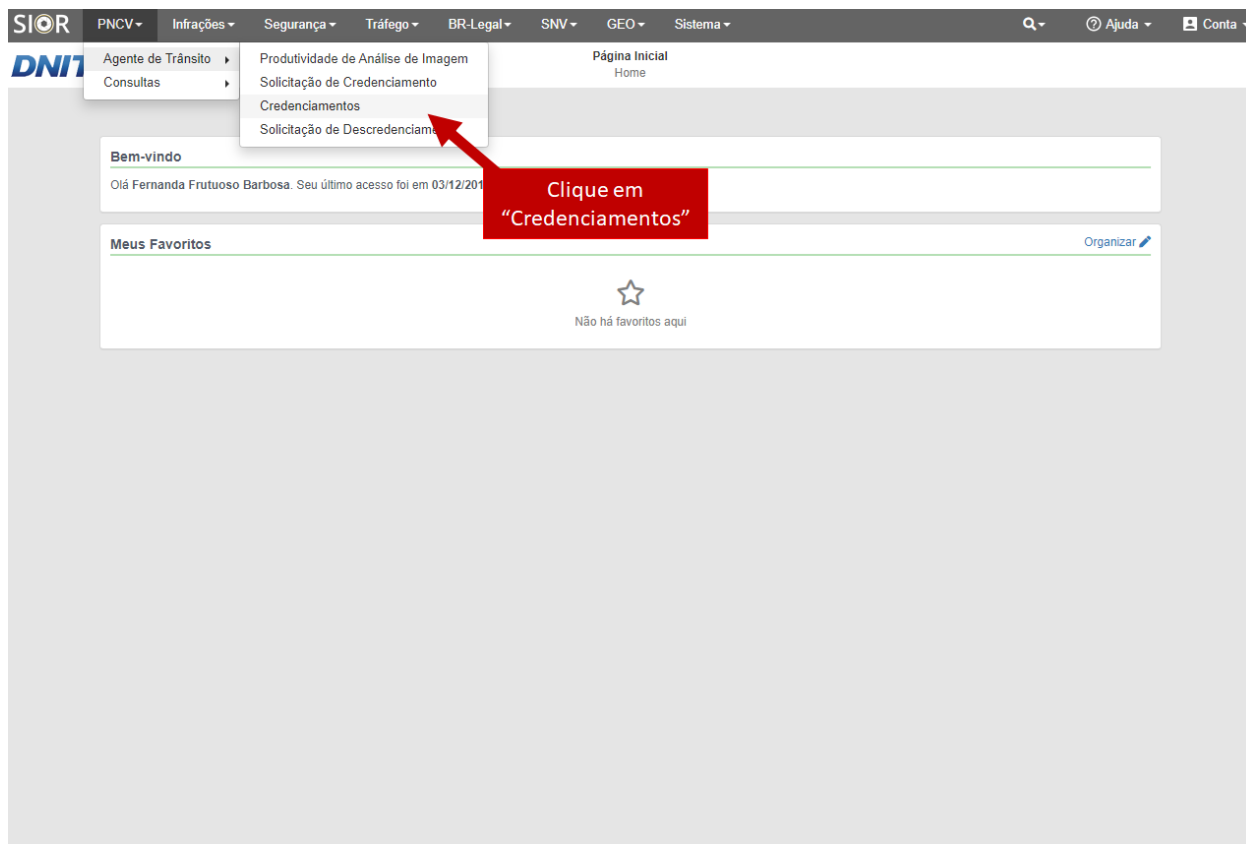 SIOR PNCV Infrações Segurança Tráfego BR-Legal SNV GEO Sistema Ajuda Conta
DNIT
Agente de Trânsito
Consultas
Produtividade de Análise de Imagem
Solicitação de Credenciamento
Credenciamentos
Solicitação de
Página Inicial
Home
Clique em
“Credenciamentos”
Bem-vindo
Olá Fernanda Frutuoso Barbosa. Seu último acesso foi em 03/12/201
Meus Favoritos
Organizar
Não há favoritos aqui